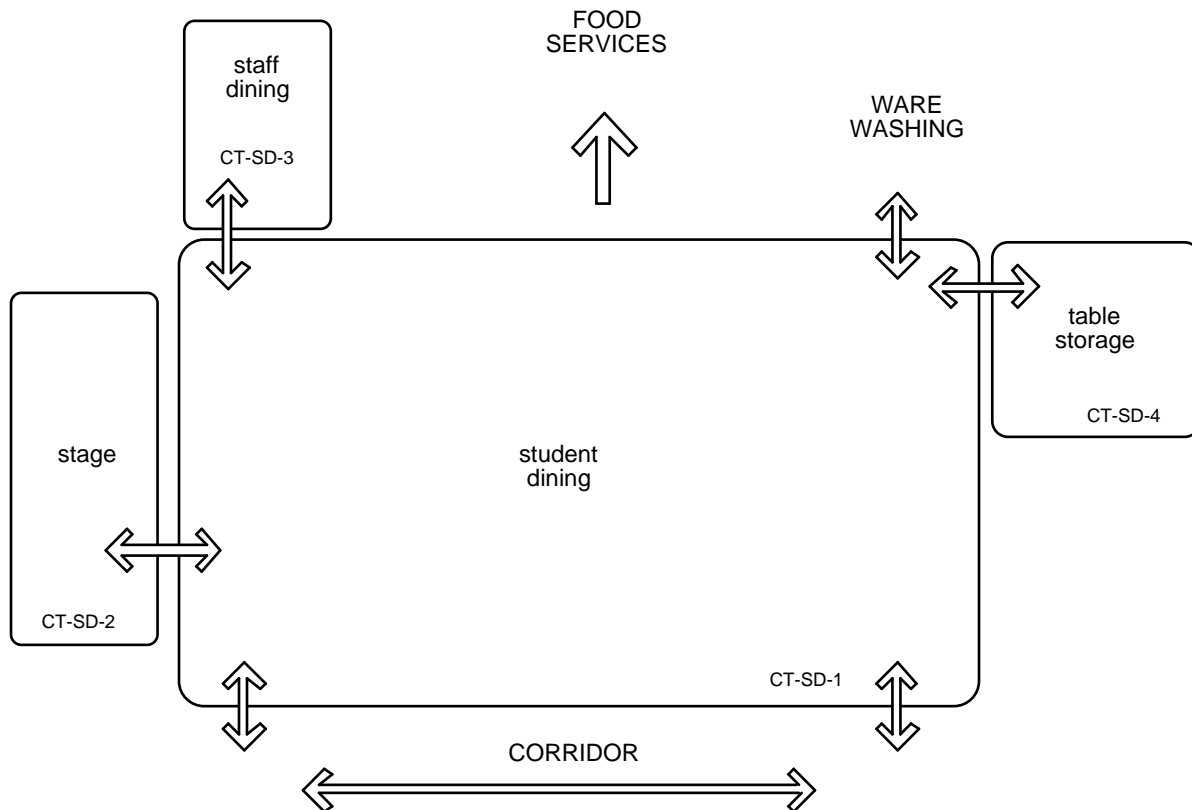 FOOD
SERVICES
staff
dining
WARE
WASHING
CT-SD-3
table
storage
CT-SD-4
stage
student
dining
CT-SD-2
CT-SD-1
CORRIDOR